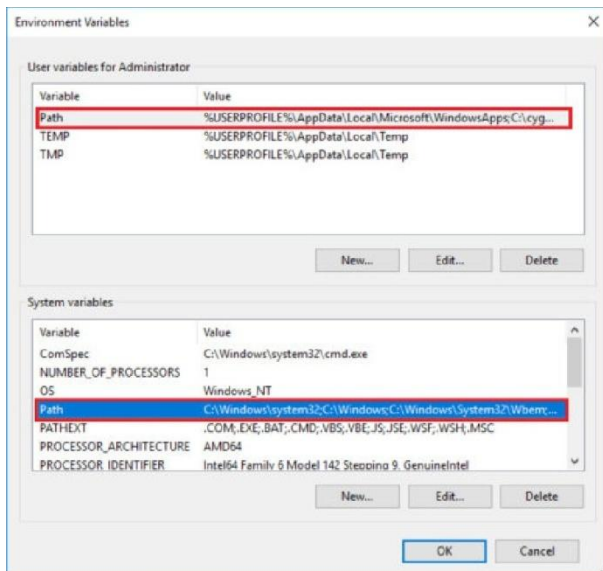 Environment Variables
User variables for Administrator
Variable Value
Path %USERPROFILE%\AppData\Local\Microsoft\WindowsApps;C:\cyg...
TEMP %USERPROFILE%\AppData\Local\Temp
TMP %USERPROFILE%\AppData\Local\Temp
New... Edit... Delete
System variables
Variable Value
ComSpec C:\Windows\system32\cmd.exe
NUMBER_OF_PROCESSORS 1
OS Windows_NT
Path C:\Windows\system32;C:\Windows;C:\Windows\System32\Wbem;...
PATHEXT .COM;.EXE;.BAT;.CMD;.VBS;.VBE;.JS;.JSE;.WSF;.WSH;.MSC
PROCESSOR_ARCHITECTURE AMD64
PROCESSOR_IDENTIFIER Intel64 Family 6 Model 142 Stepping 9, GenuineIntel
New... Edit... Delete
OK Cancel